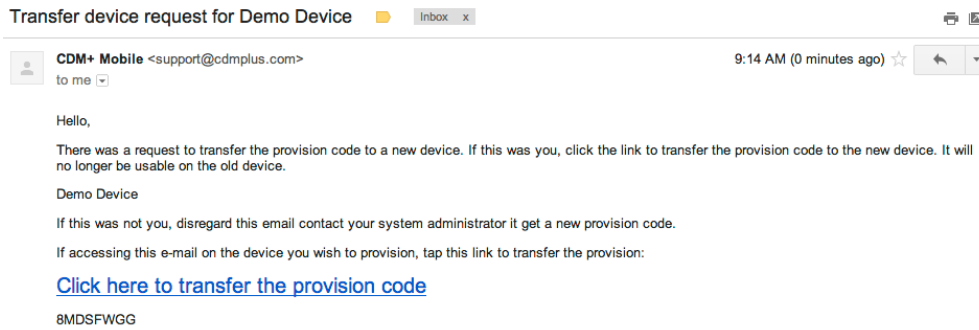 Transfer device request for Demo Device Inbox x
CDM+ Mobile <support@cdmplus.com> 9:14 AM (0 minutes ago)
to me
Hello,
There was a request to transfer the provision code to a new device. If this was you, click the link to transfer the provision code to the new device. It will
no longer be usable on the old device.
Demo Device
If this was not you, disregard this email contact your system administrator it get a new provision code.
If accessing this e-mail on the device you wish to provision, tap this link to transfer the provision:
Click here to transfer the provision code
8MDSFWGG